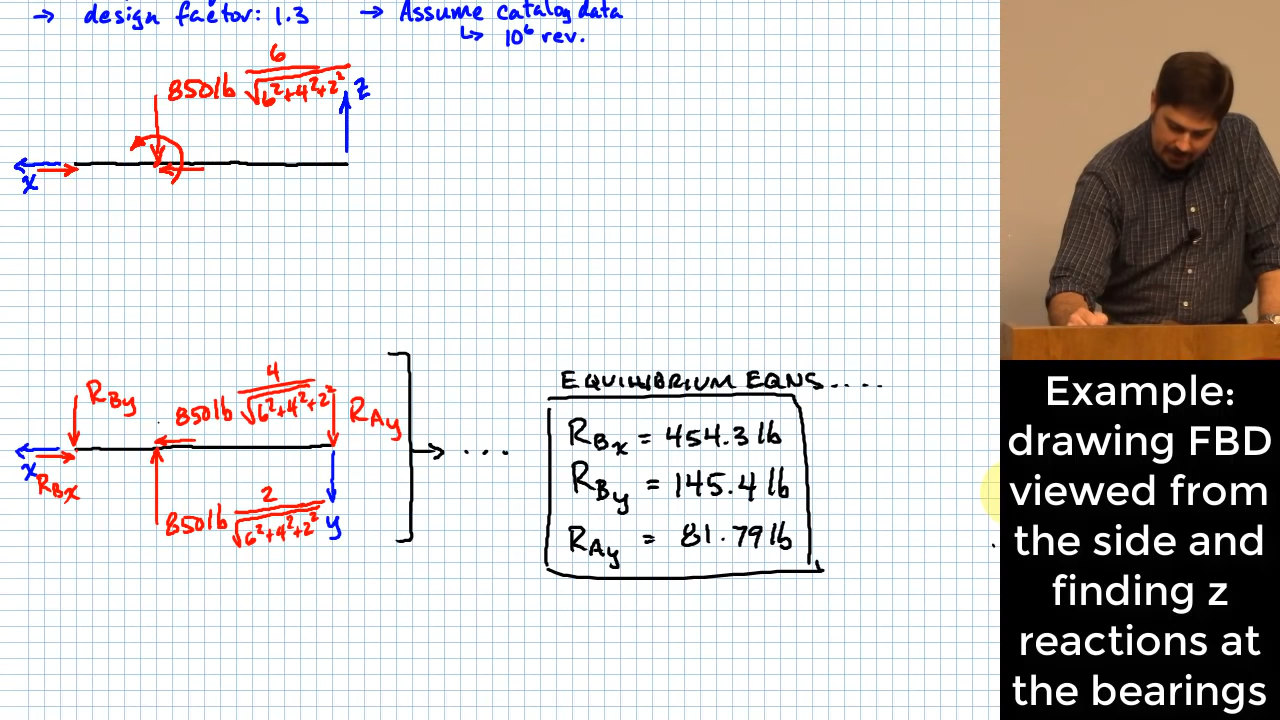 → design factor: 1.3 → Assume catalog data
↳ 10⁶ rev.
850lb 6/√(6²+4²+2²)
z
x
R_By 850lb 4/√(6²+4²+2²) R_Ay
x R_Bx
850lb 2/√(6²+4²+2²) y
→ ...
EQUILIBRIUM EQNS....
R_Bx = 454.3 lb
R_By = 145.4 lb
R_Ay = 81.79 lb
Example:
drawing FBD
viewed from
the side and
finding z
reactions at
the bearings